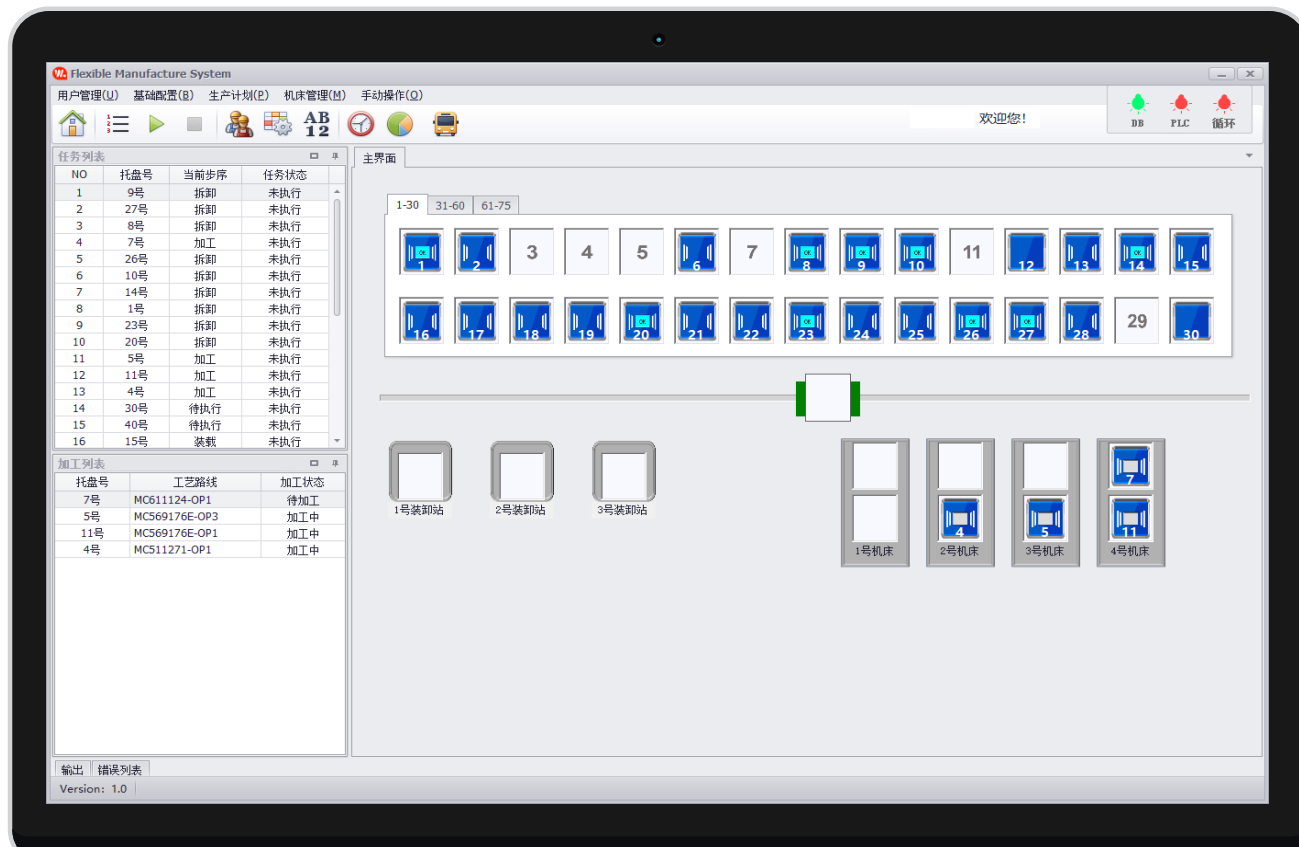 Flexible Manufacture System
用户管理(U) 基础配置(B) 生产计划(P) 机床管理(M) 手动操作(O)
1 2 3
AB
12
欢迎您!
DB PLC 循环
任务列表
NO 托盘号 当前步序 任务状态
1 9号 拆卸 未执行
2 27号 拆卸 未执行
3 8号 拆卸 未执行
4 7号 加工 未执行
5 26号 拆卸 未执行
6 10号 拆卸 未执行
7 14号 拆卸 未执行
8 1号 拆卸 未执行
9 23号 拆卸 未执行
10 20号 拆卸 未执行
11 5号 加工 未执行
12 11号 加工 未执行
13 4号 加工 未执行
14 30号 待执行 未执行
15 40号 待执行 未执行
16 15号 装载 未执行
加工列表
托盘号 工艺路线 加工状态
7号 MC611124-OP1 待加工
5号 MC569176E-OP3 加工中
11号 MC569176E-OP1 加工中
4号 MC511271-OP1 加工中
主界面
1-30 31-60 61-75
OK OK OK OK OK
1 2 3 4 5 6 7 8 9 10 11 12 13 14 15
OK OK OK OK
16 17 18 19 20 21 22 23 24 25 26 27 28 29 30
1号装卸站 2号装卸站 3号装卸站
7
4 5 11
1号机床 2号机床 3号机床 4号机床
输出 错误列表
Version: 1.0